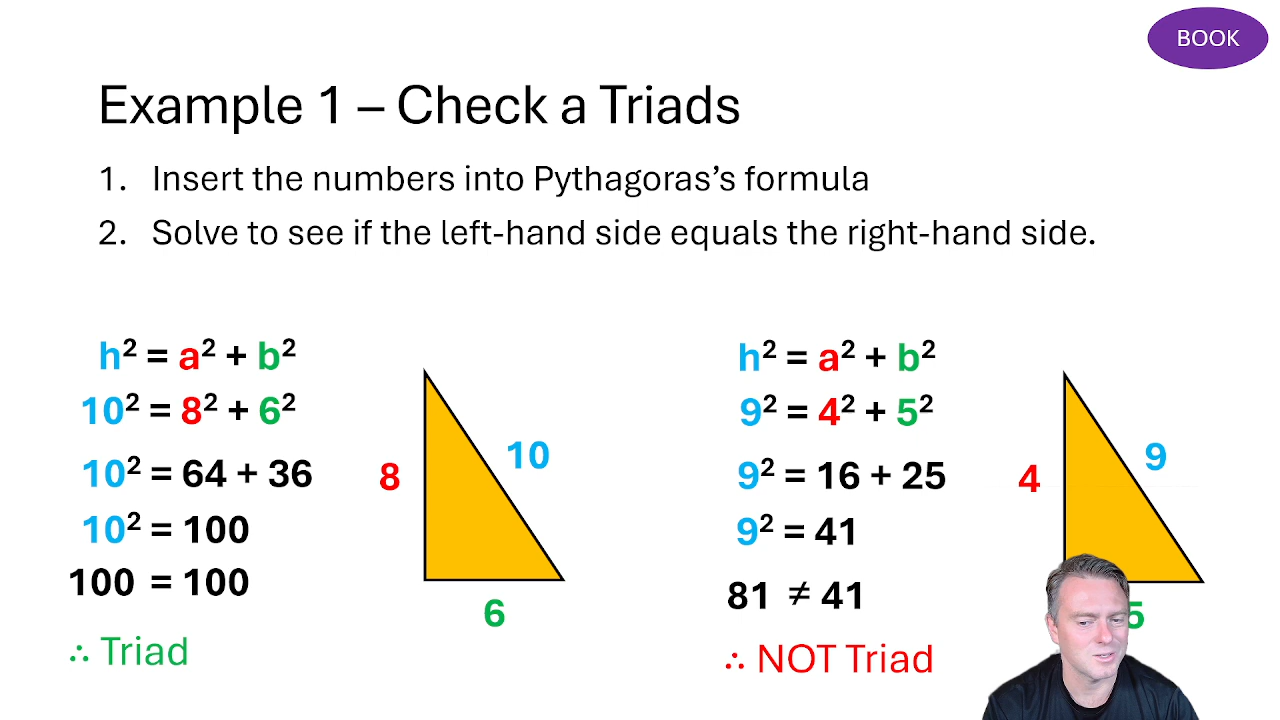 BOOK
Example 1 – Check a Triads
1. Insert the numbers into Pythagoras’s formula
2. Solve to see if the left-hand side equals the right-hand side.
h² = a² + b²
10² = 8² + 6²
10² = 64 + 36
10² = 100
100 = 100
∴ Triad
8
10
6
h² = a² + b²
9² = 4² + 5²
9² = 16 + 25
9² = 41
81 ≠ 41
∴ NOT Triad
4
9
5